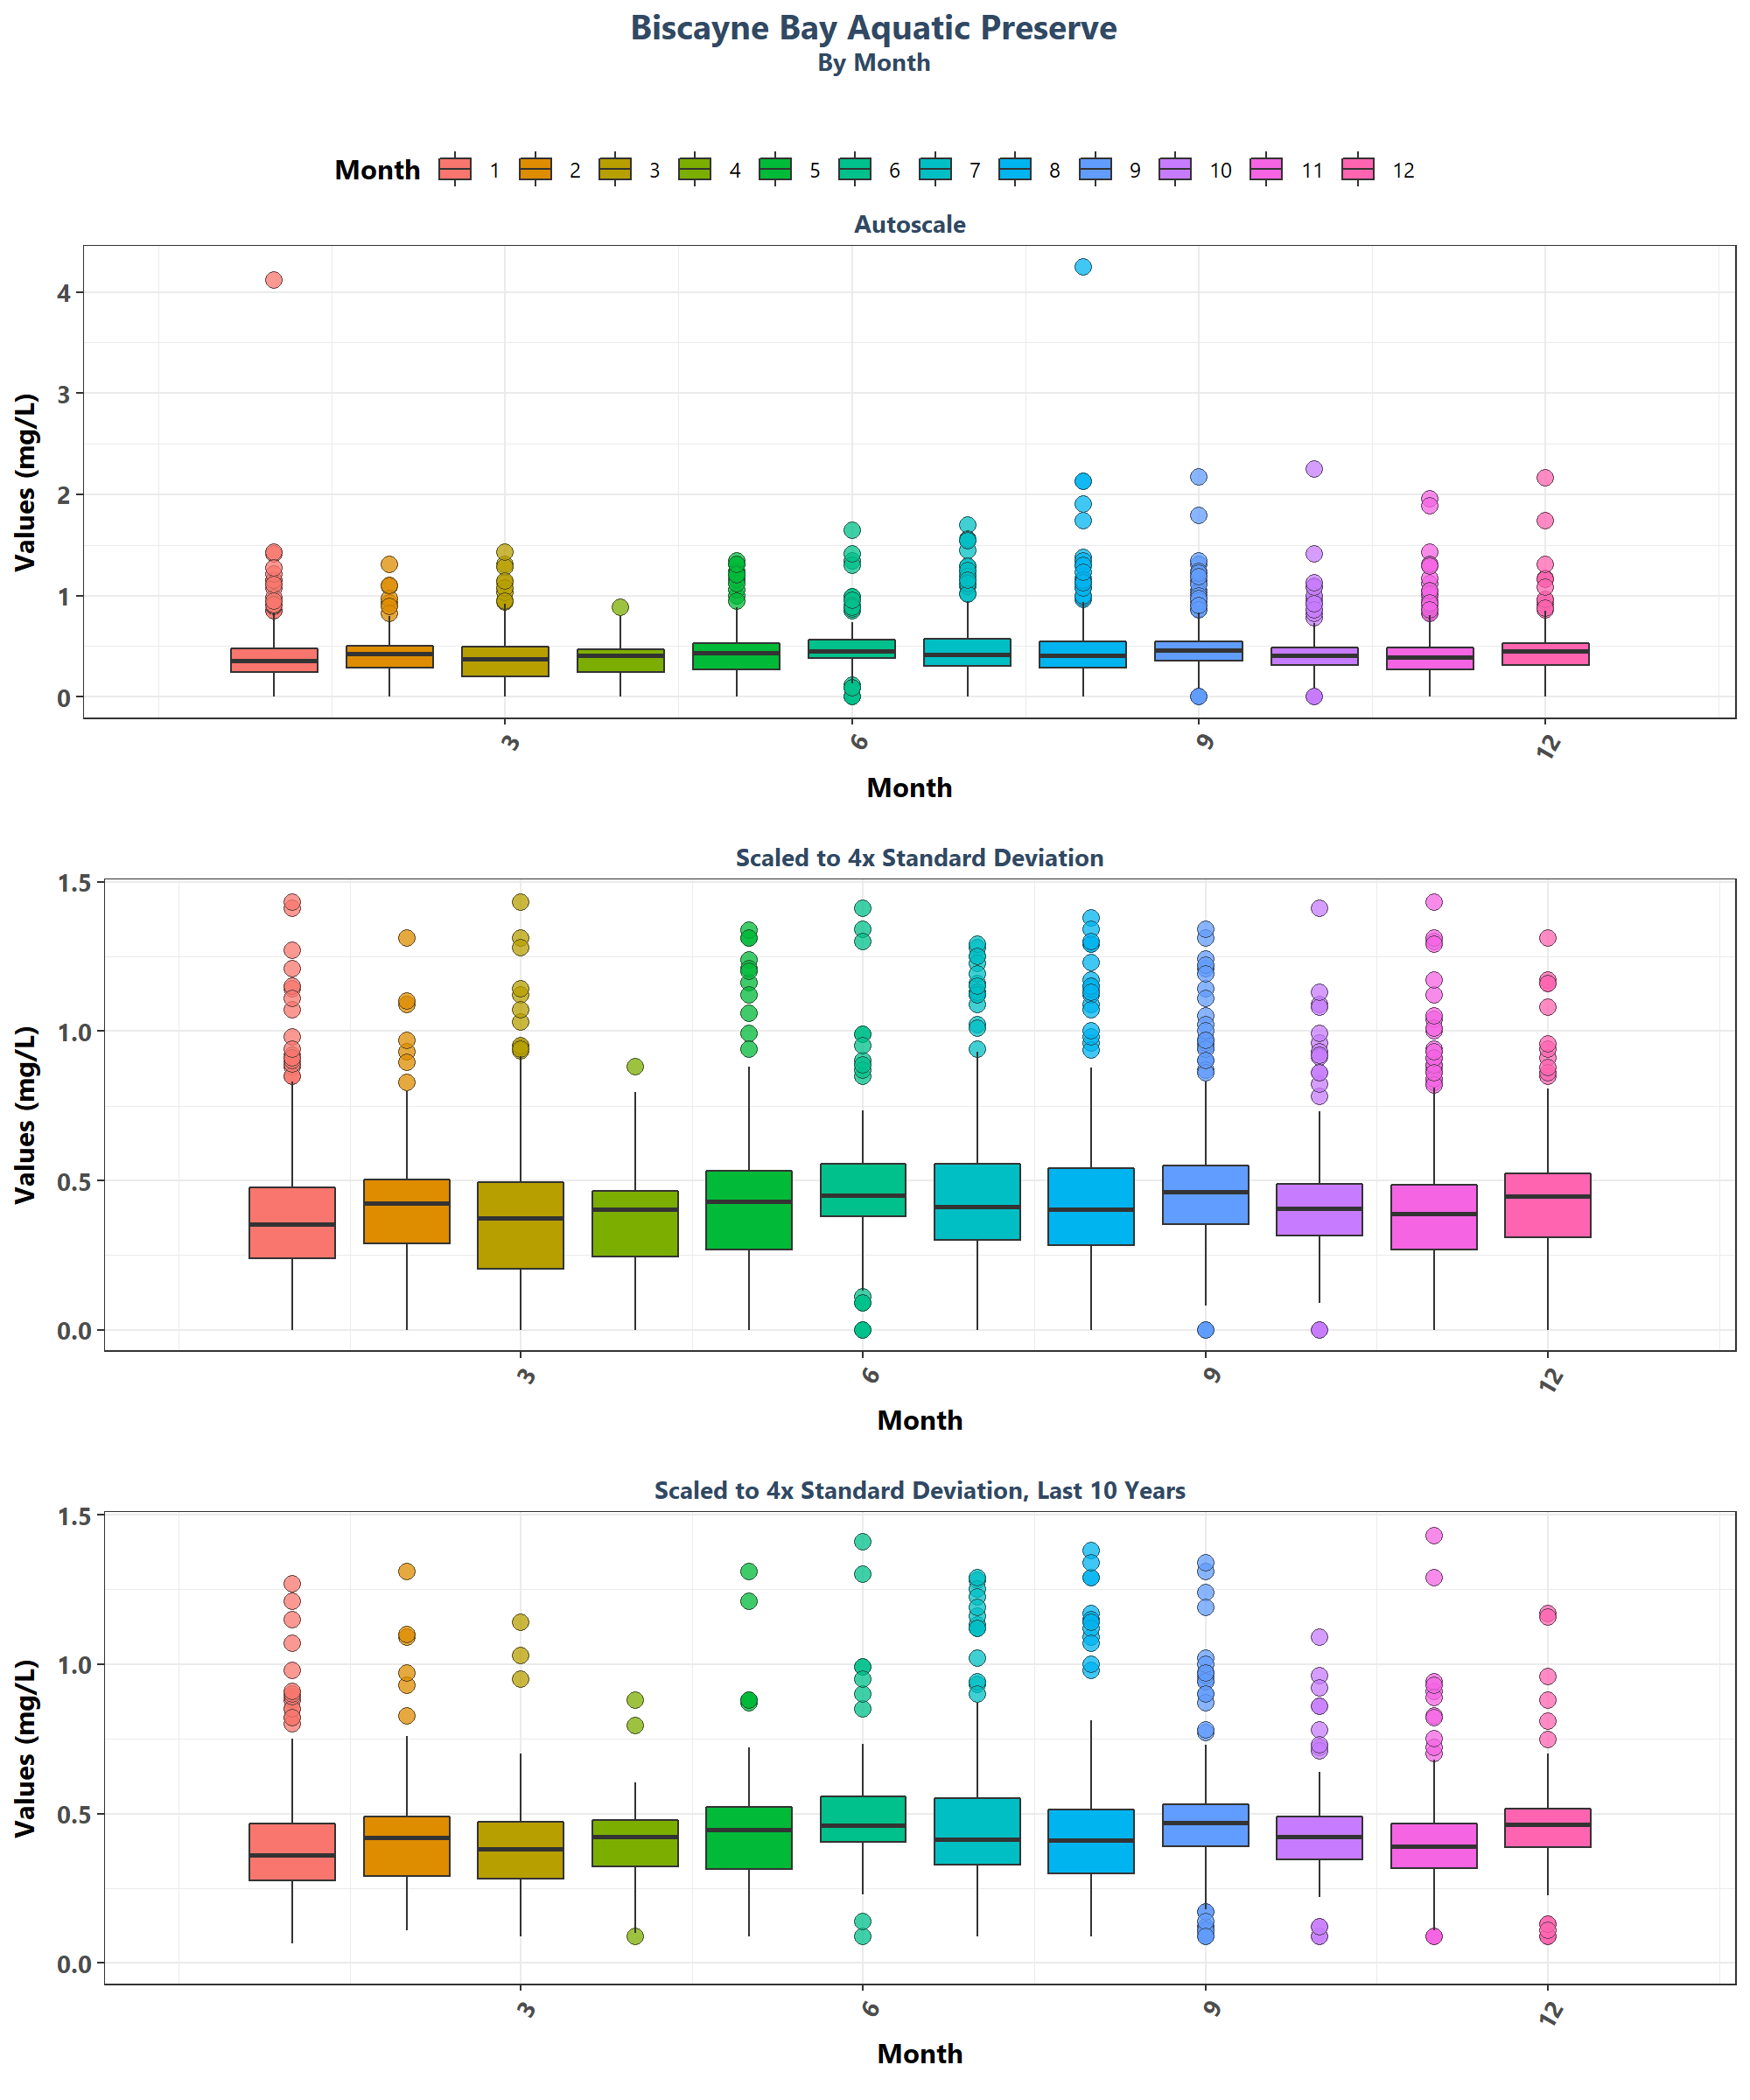 Biscayne Bay Aquatic Preserve
By Month
Month 1 2 3 4 5 6 7 8 9 10 11 12
Autoscale
Values (mg/L)
4
3
2
1
0
3 6 9 12
Month
Scaled to 4x Standard Deviation
Values (mg/L)
1.5
1.0
0.5
0.0
3 6 9 12
Month
Scaled to 4x Standard Deviation, Last 10 Years
Values (mg/L)
1.5
1.0
0.5
0.0
3 6 9 12
Month